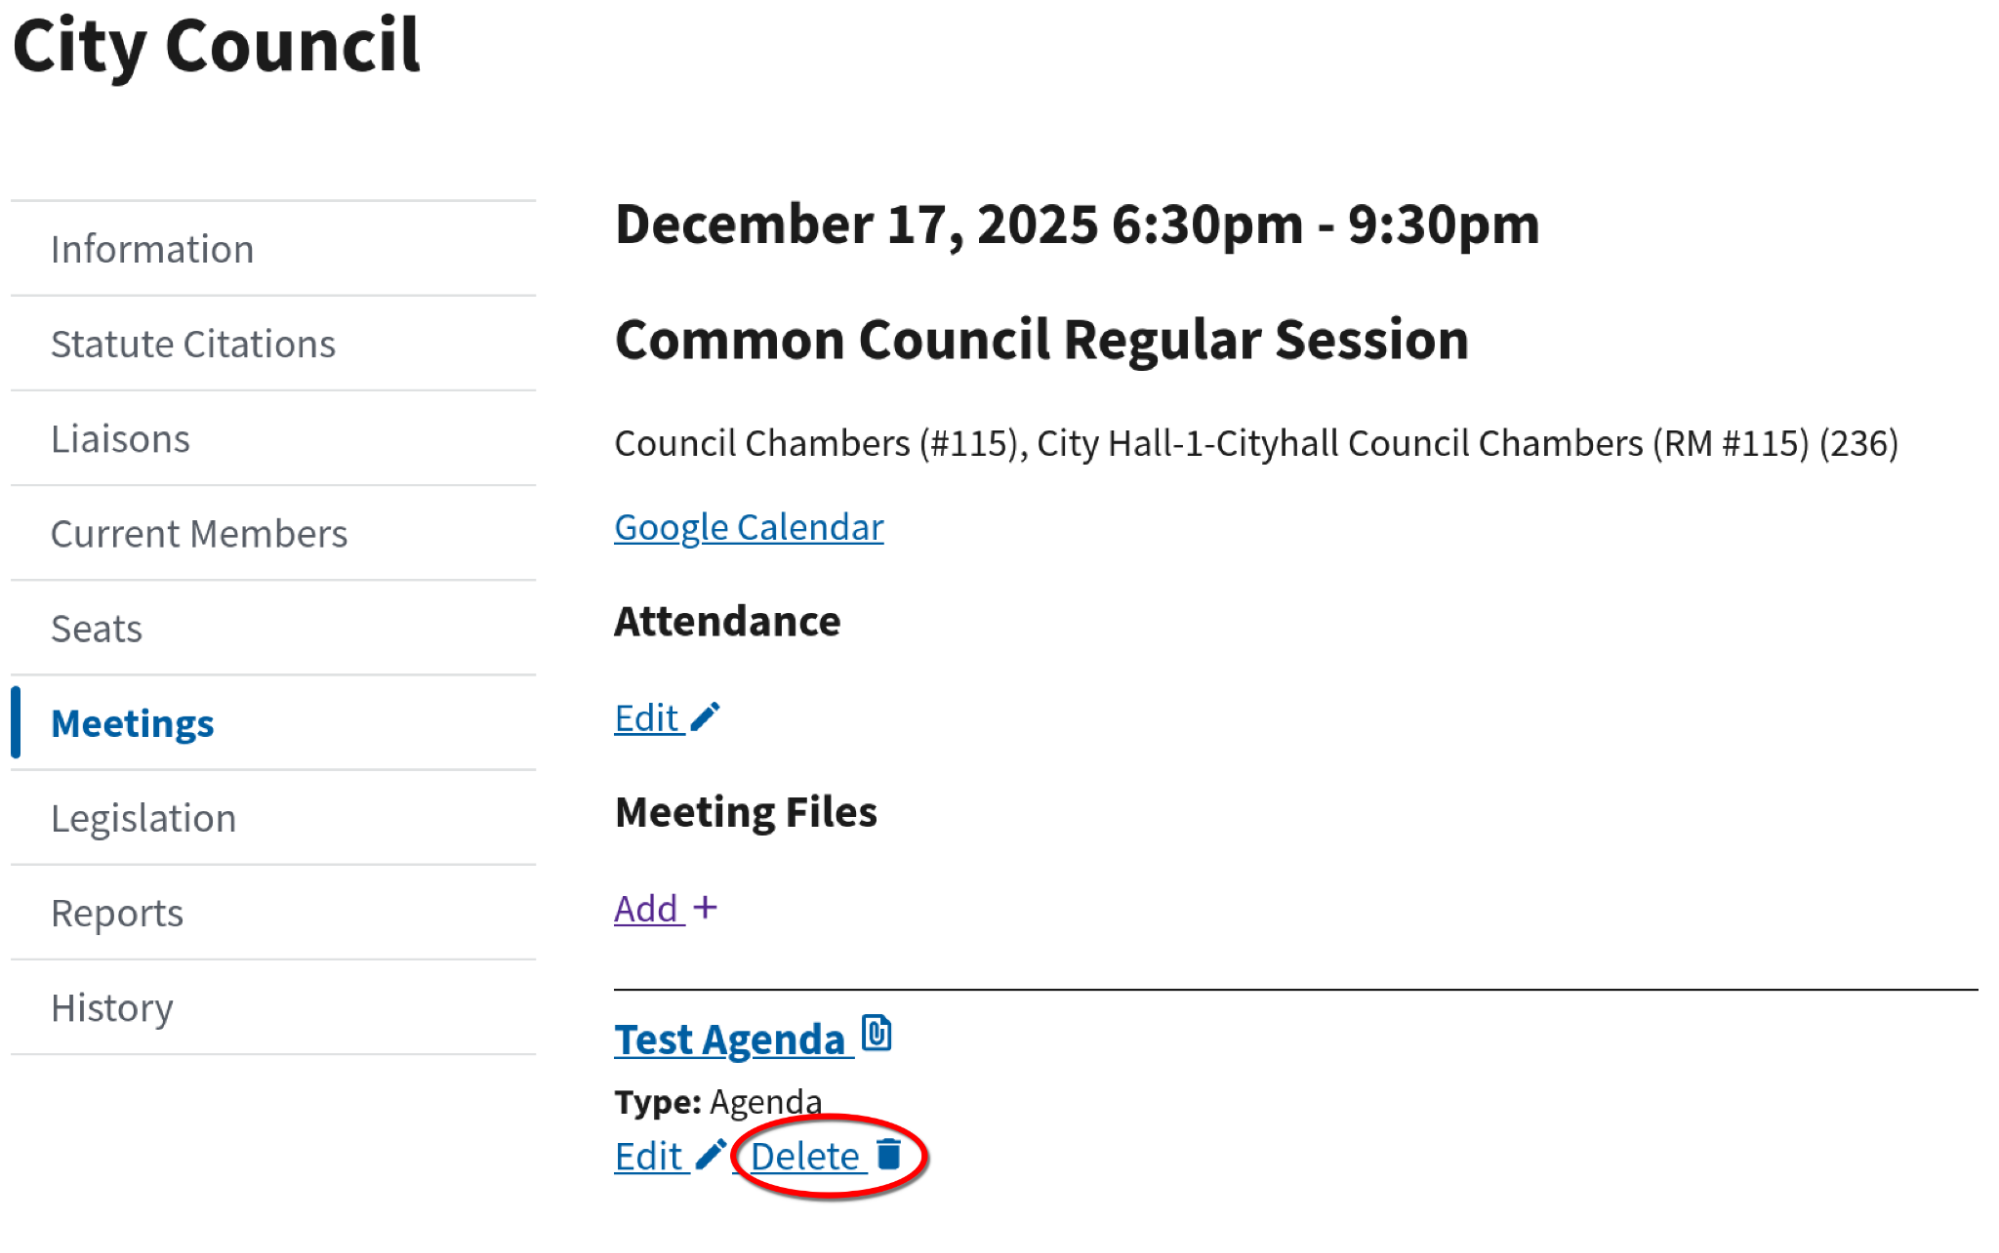 City Council
Information
Statute Citations
Liaisons
Current Members
Seats
Meetings
Legislation
Reports
History
December 17, 2025 6:30pm - 9:30pm
Common Council Regular Session
Council Chambers (#115), City Hall-1-Cityhall Council Chambers (RM #115) (236)
Google Calendar
Attendance
Edit
Meeting Files
Add +
Test Agenda
Type: Agenda
Edit Delete